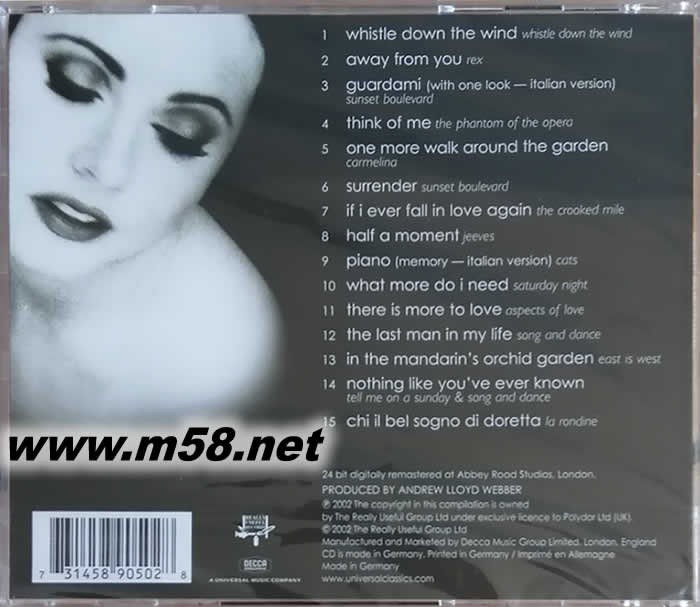 1 whistle down the wind whistle down the wind
2 away from you rex
3 guardami (with one look — italian version)
sunset boulevard
4 think of me the phantom of the opera
5 one more walk around the garden
carmelina
6 surrender sunset boulevard
7 if i ever fall in love again the crooked mile
8 half a moment jeeves
9 piano (memory — italian version) cats
10 what more do i need saturday night
11 there is more to love aspects of love
12 the last man in my life song and dance
13 in the mandarin's orchid garden east is west
14 nothing like you've ever known
tell me on a sunday & song and dance
15 chi il bel sogno di doretta la rondine
www.m58.net
24 bit digitally remastered at Abbey Road Studios, London.
PRODUCED BY ANDREW LLOYD WEBBER
℗ 2002 The copyright in this compilation is owned
by The Really Useful Group Ltd under exclusive licence to Polydor Ltd (UK).
© 2002 The Really Useful Group Ltd
Manufactured and Marketed by Decca Music Group Limited, London, England
CD is made in Germany, Printed in Germany / Imprimé en Allemagne
Made in Germany
www.universalclassics.com
REALLY
USEFUL
RECORDS
DECCA
A UNIVERSAL MUSIC COMPANY
7 31458 90502 8